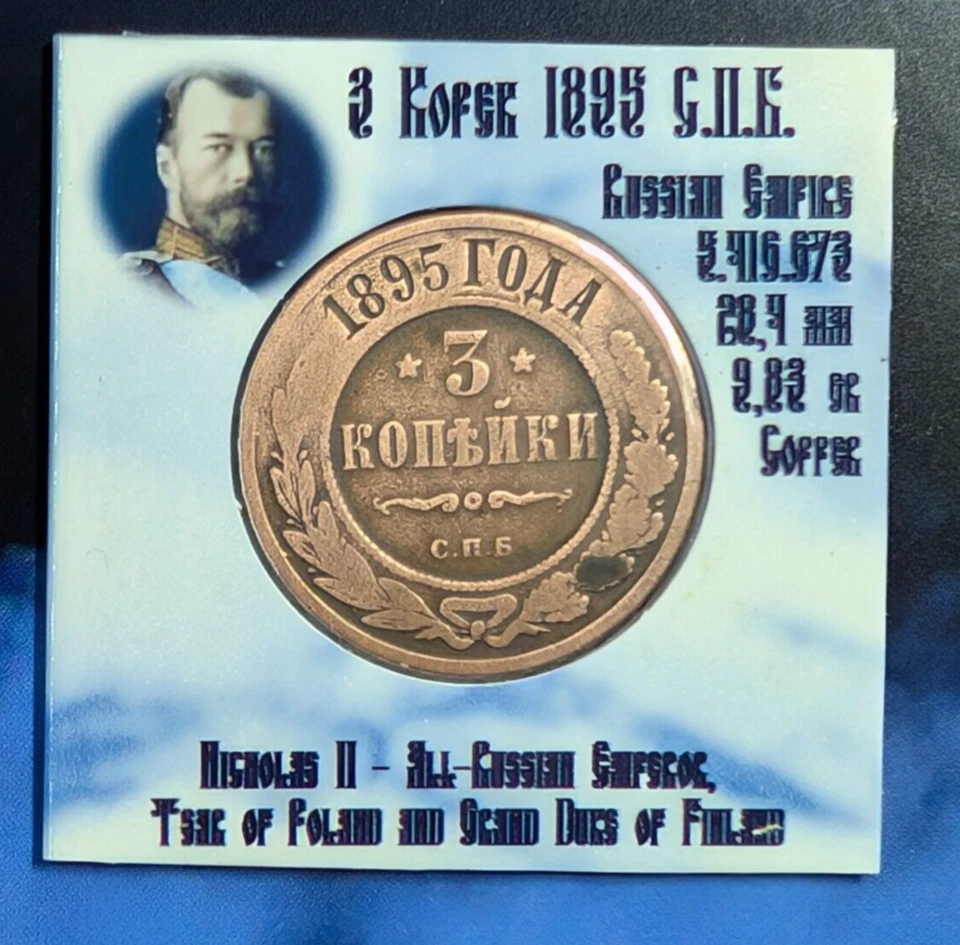 3 Kopek 1895 С.П.Б.
Russian Empire
5.416.673
28,4 mm
9,83 gr
Copper
1895 ГОДА
3
КОПѢЙКИ
С.П.Б
Nicholas II - All-Russian Emperor,
Tsar of Poland and Grand Duke of Finland